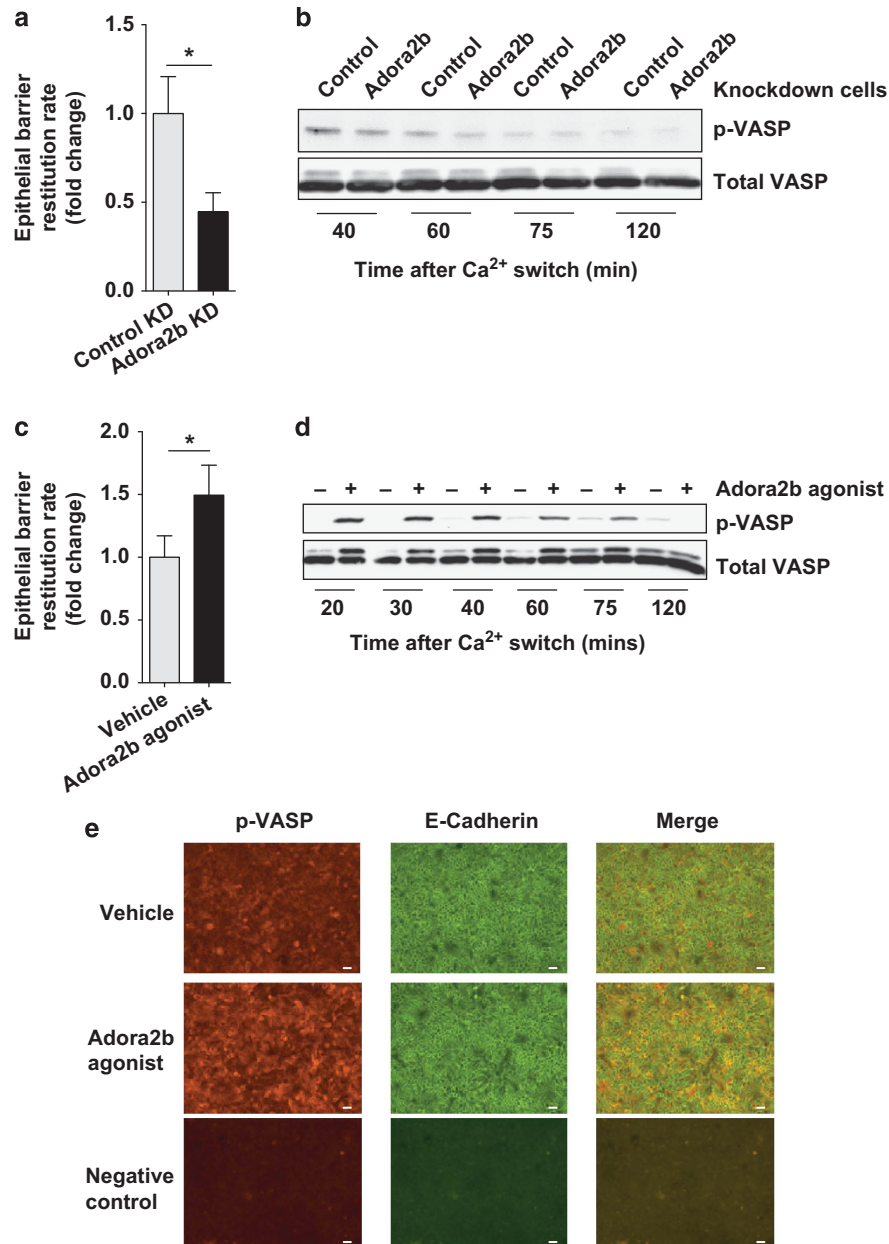 a
Epithelial barrier
restitution rate
(fold change)
1.5
1.0
0.5
0.0
*
Control KD
Adora2b KD
b
Control Adora2b Control Adora2b Control Adora2b Control Adora2b
Knockdown cells
p-VASP
Total VASP
40 60 75 120
Time after Ca²⁺ switch (min)
c
Epithelial barrier
restitution rate
(fold change)
2.0
1.5
1.0
0.5
0.0
*
Vehicle
Adora2b agonist
d
– + – + – + – + – + – + Adora2b agonist
p-VASP
Total VASP
20 30 40 60 75 120
Time after Ca²⁺ switch (mins)
e
p-VASP E-Cadherin Merge
Vehicle
Adora2b
agonist
Negative
control